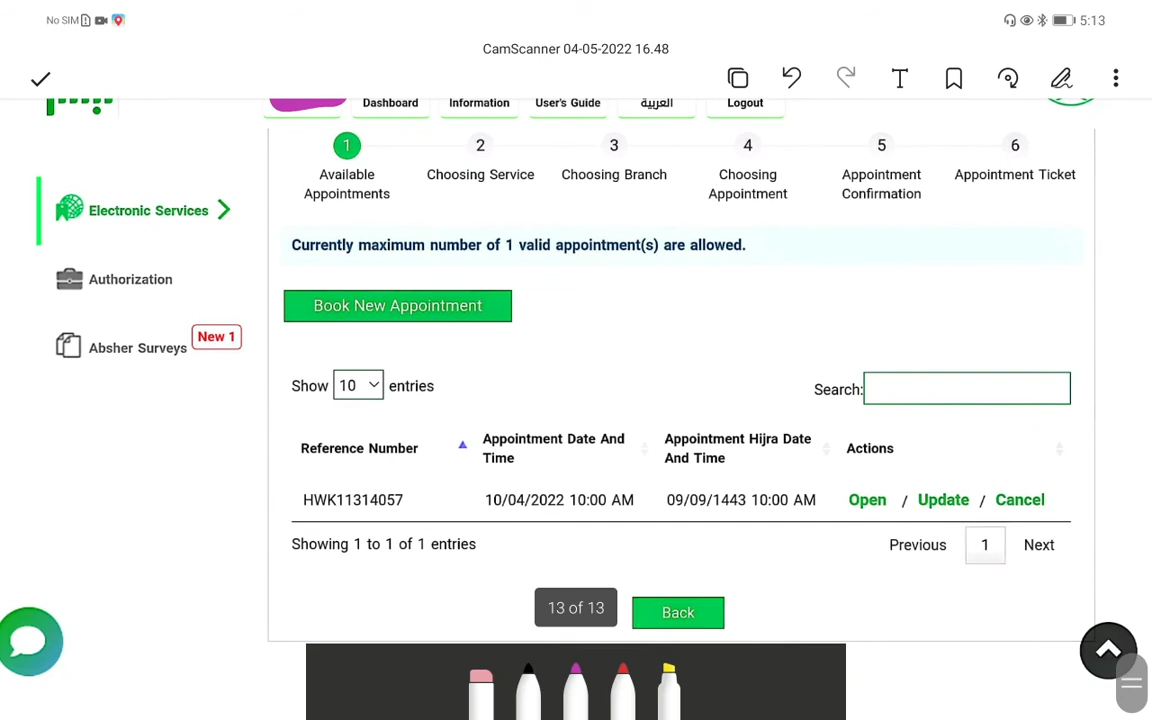 No SIM
5:13
CamScanner 04-05-2022 16.48
T
Dashboard
Information
User's Guide
العربية
Logout
1
2
3
4
5
6
Available Appointments
Choosing Service
Choosing Branch
Choosing Appointment
Appointment Confirmation
Appointment Ticket
Electronic Services
Authorization
Absher Surveys
New 1
Currently maximum number of 1 valid appointment(s) are allowed.
Book New Appointment
Show 10 entries
Search:
Reference Number
Appointment Date And Time
Appointment Hijra Date And Time
Actions
HWK11314057
10/04/2022 10:00 AM
09/09/1443 10:00 AM
Open / Update / Cancel
Showing 1 to 1 of 1 entries
Previous 1 Next
13 of 13
Back